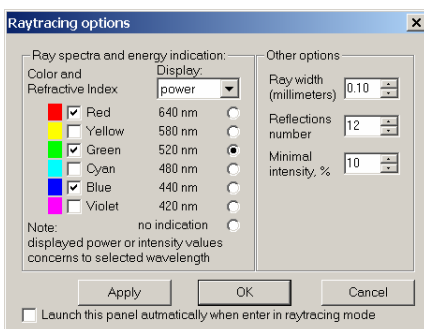 Raytracing options
Ray spectra and energy indication:
Color and
Refractive Index
Display:
power
Red 640 nm
Yellow 580 nm
Green 520 nm
Cyan 480 nm
Blue 440 nm
Violet 420 nm
Note: no indication
displayed power or intensity values
concerns to selected wavelength
Other options
Ray width
(millimeters) 0.10
Reflections
number 12
Minimal
intensity, % 10
Apply OK Cancel
Launch this panel autmatically when enter in raytracing mode